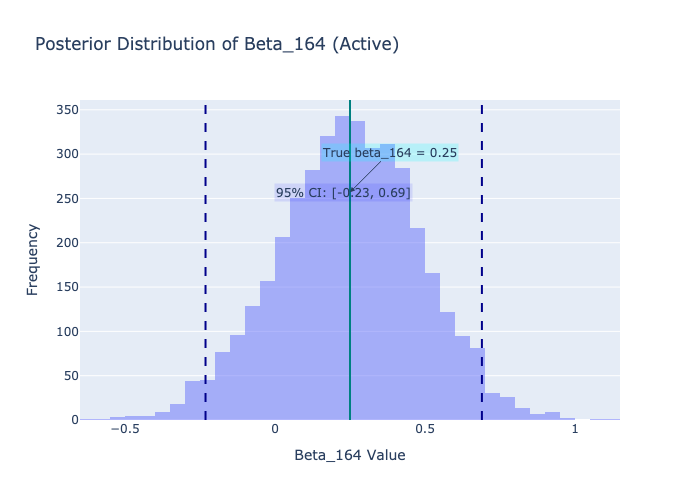 Posterior Distribution of Beta_164 (Active)
350
300
250
200
150
100
50
0
Frequency
True beta_164 = 0.25
95% CI: [-0.23, 0.69]
−0.5
0
0.5
1
Beta_164 Value